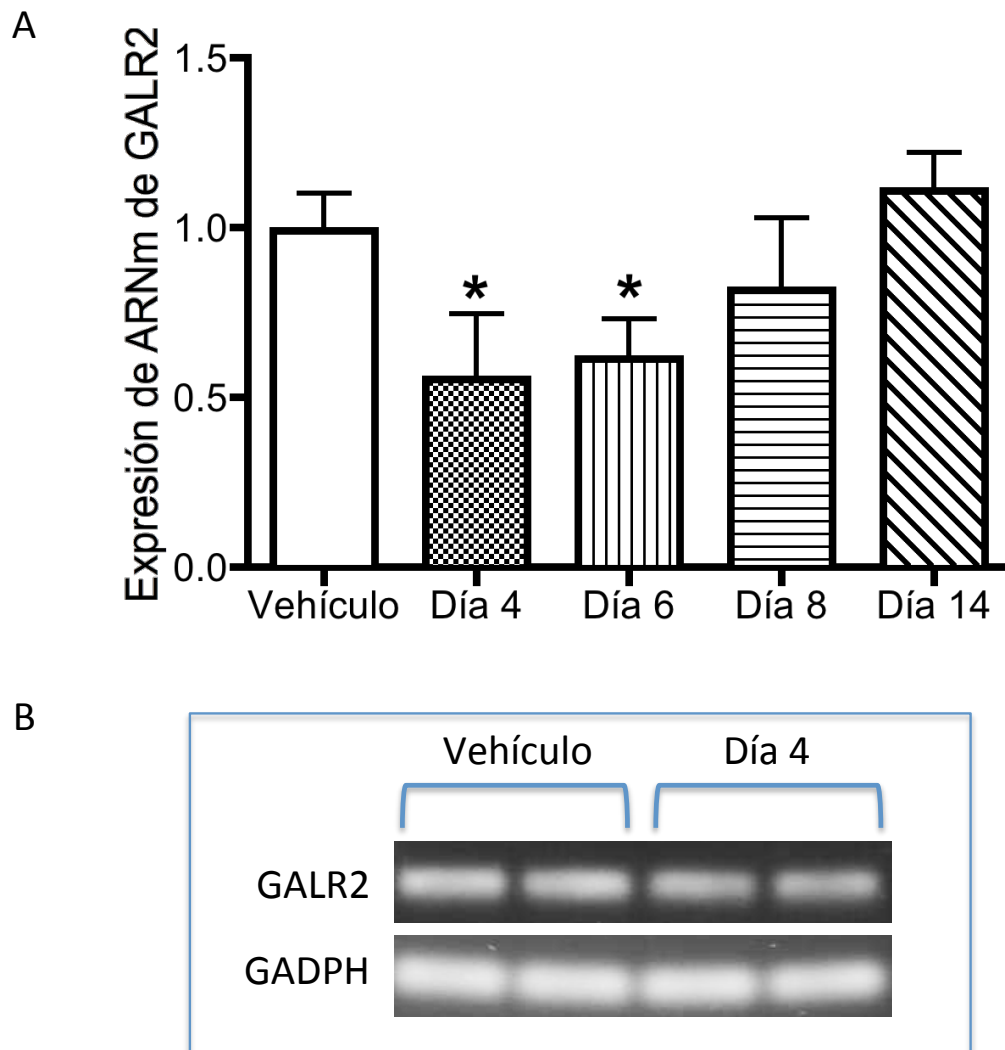 A
Expresión de ARNm de GALR2
1.5
1.0
0.5
0.0
*
*
Vehículo Día 4 Día 6 Día 8 Día 14
B
Vehículo Día 4
GALR2
GADPH